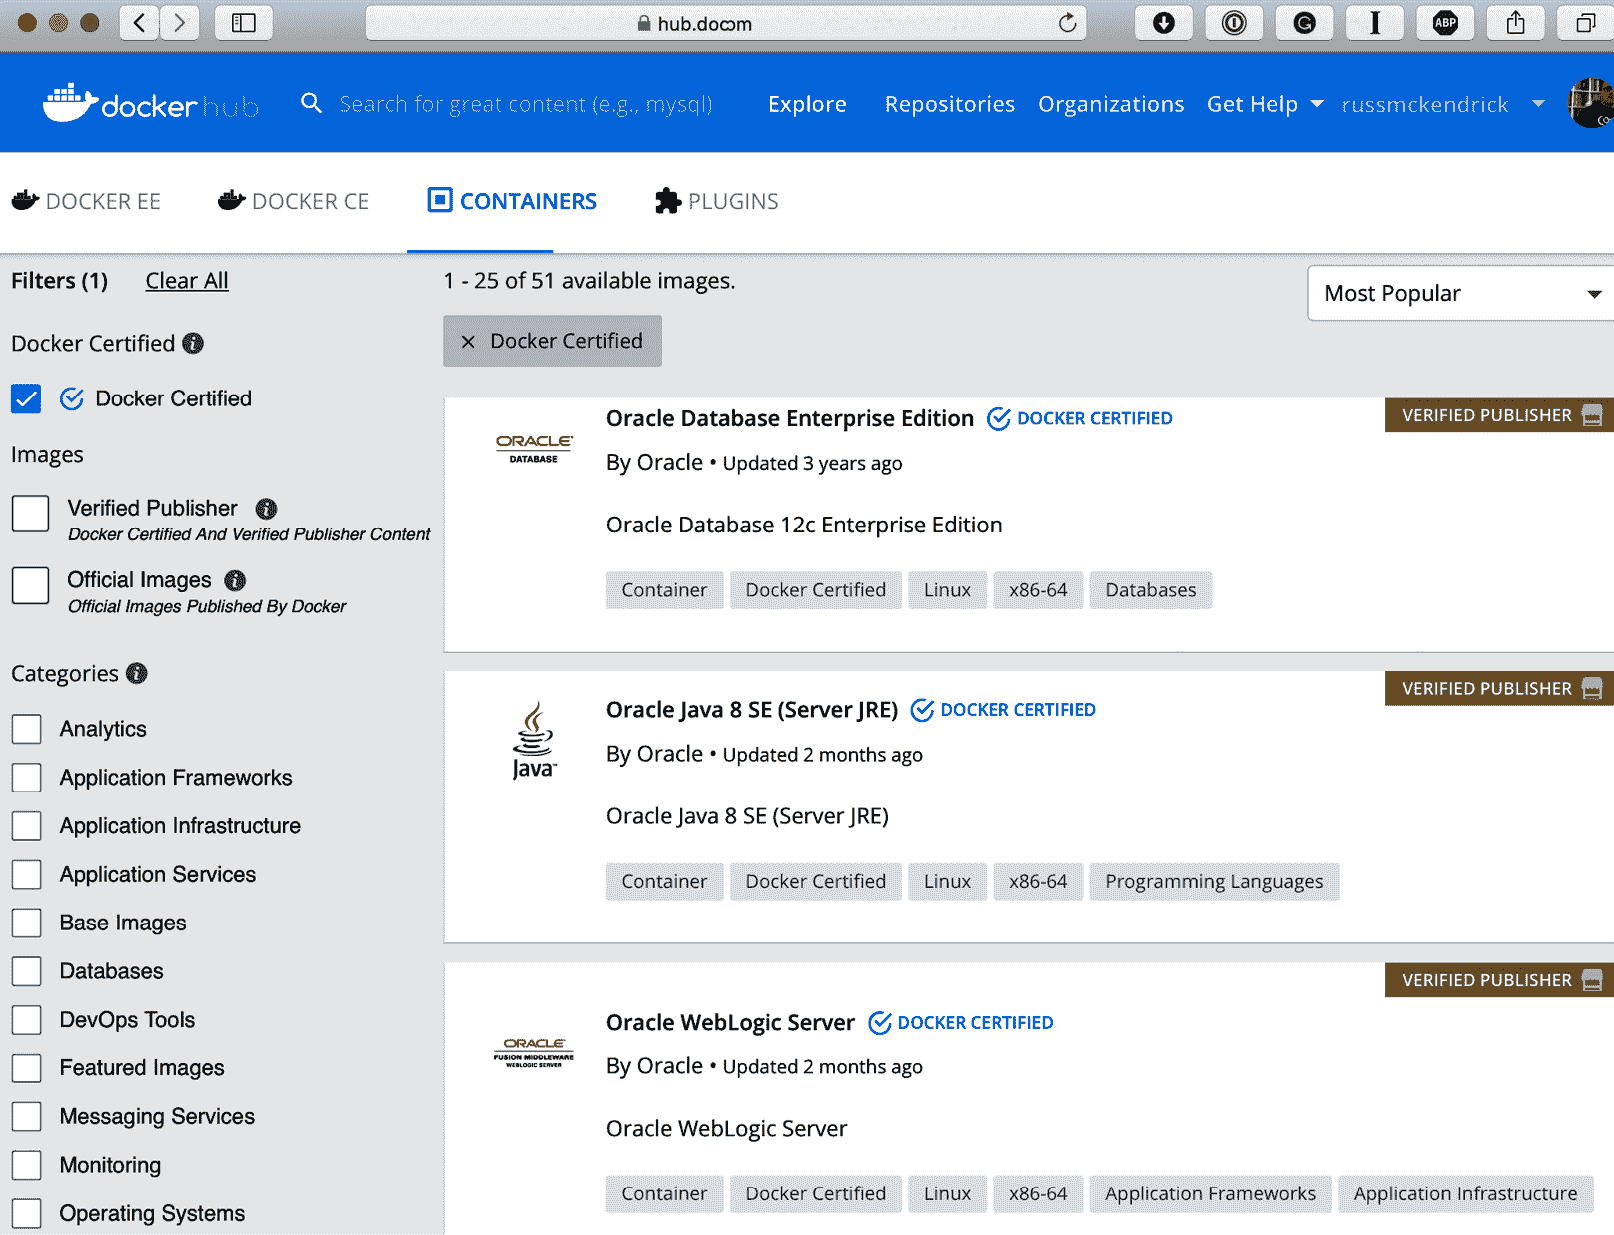 hub.docom
ABP
docker hub
Search for great content (e.g., mysql)
Explore
Repositories
Organizations
Get Help
russmckendrick
DOCKER EE
DOCKER CE
CONTAINERS
PLUGINS
Filters (1)
Clear All
1 - 25 of 51 available images.
Most Popular
Docker Certified
Docker Certified
Docker Certified
Images
Verified Publisher
Docker Certified And Verified Publisher Content
Official Images
Official Images Published By Docker
Categories
Analytics
Application Frameworks
Application Infrastructure
Application Services
Base Images
Databases
DevOps Tools
Featured Images
Messaging Services
Monitoring
Operating Systems
ORACLE
DATABASE
Oracle Database Enterprise Edition
DOCKER CERTIFIED
VERIFIED PUBLISHER
By Oracle • Updated 3 years ago
Oracle Database 12c Enterprise Edition
Container
Docker Certified
Linux
x86-64
Databases
Java™
Oracle Java 8 SE (Server JRE)
DOCKER CERTIFIED
VERIFIED PUBLISHER
By Oracle • Updated 2 months ago
Oracle Java 8 SE (Server JRE)
Container
Docker Certified
Linux
x86-64
Programming Languages
ORACLE
FUSION MIDDLEWARE
WEBLOGIC SERVER
Oracle WebLogic Server
DOCKER CERTIFIED
VERIFIED PUBLISHER
By Oracle • Updated 2 months ago
Oracle WebLogic Server
Container
Docker Certified
Linux
x86-64
Application Frameworks
Application Infrastructure